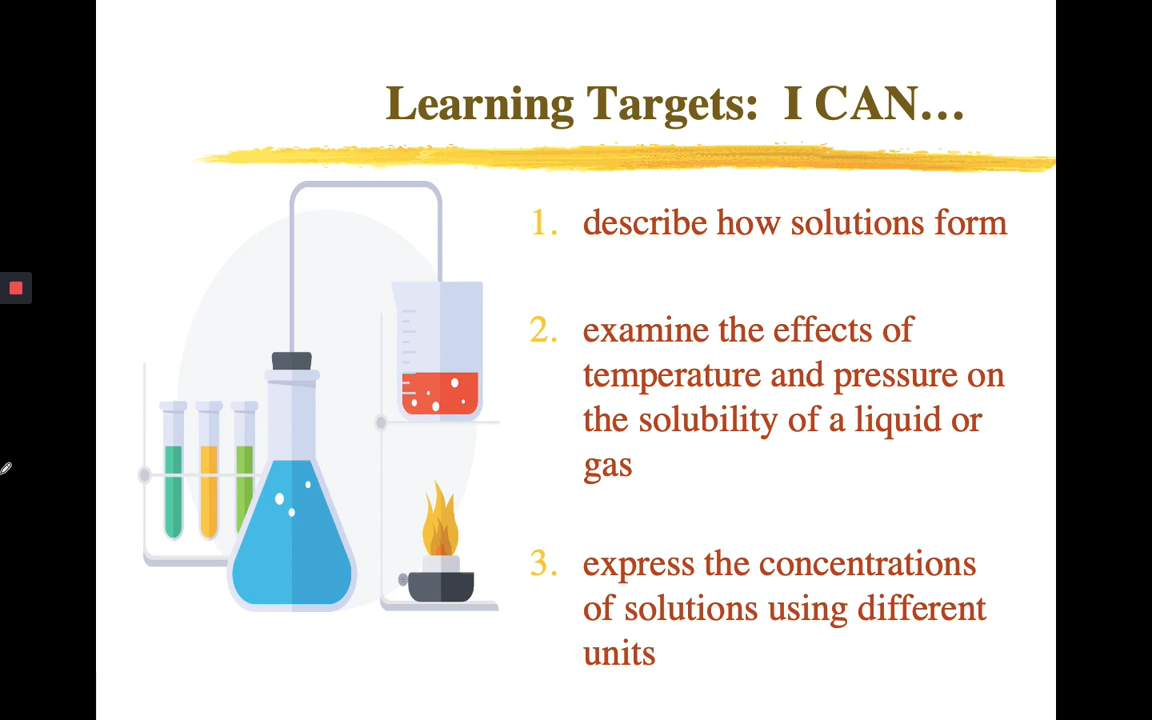 Learning Targets:  I CAN…
1. describe how solutions form
2. examine the effects of
temperature and pressure on
the solubility of a liquid or
gas
3. express the concentrations
of solutions using different
units